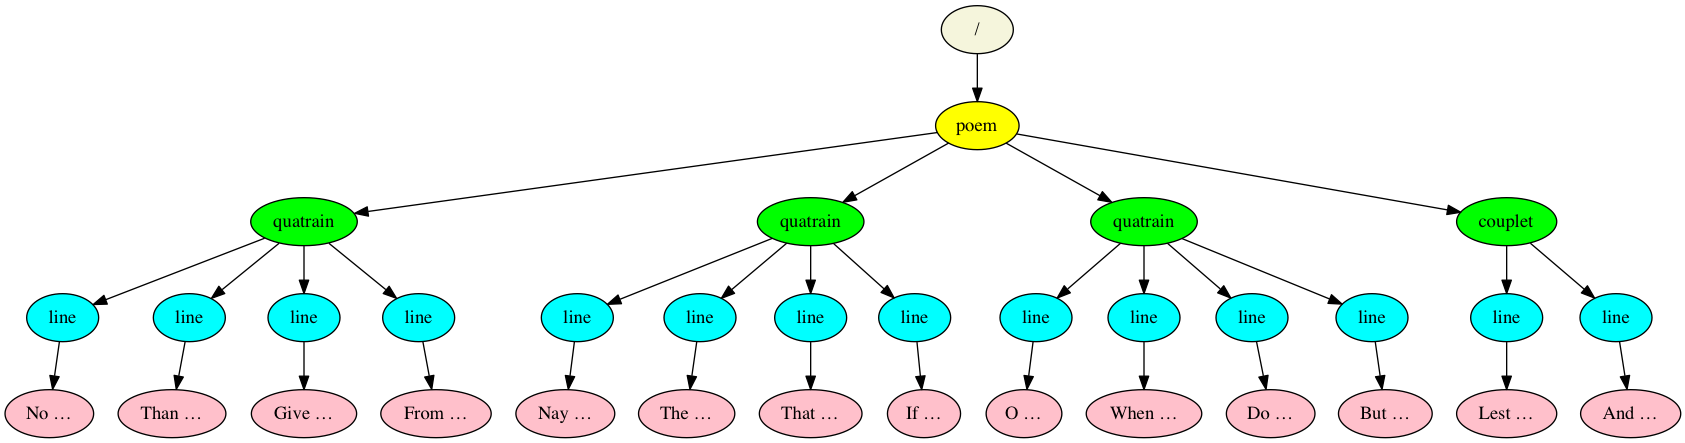 /
poem
quatrain quatrain quatrain couplet
line line line line line line line line line line line line line line
No … Than … Give … From … Nay … The … That … If … O … When … Do … But … Lest … And …